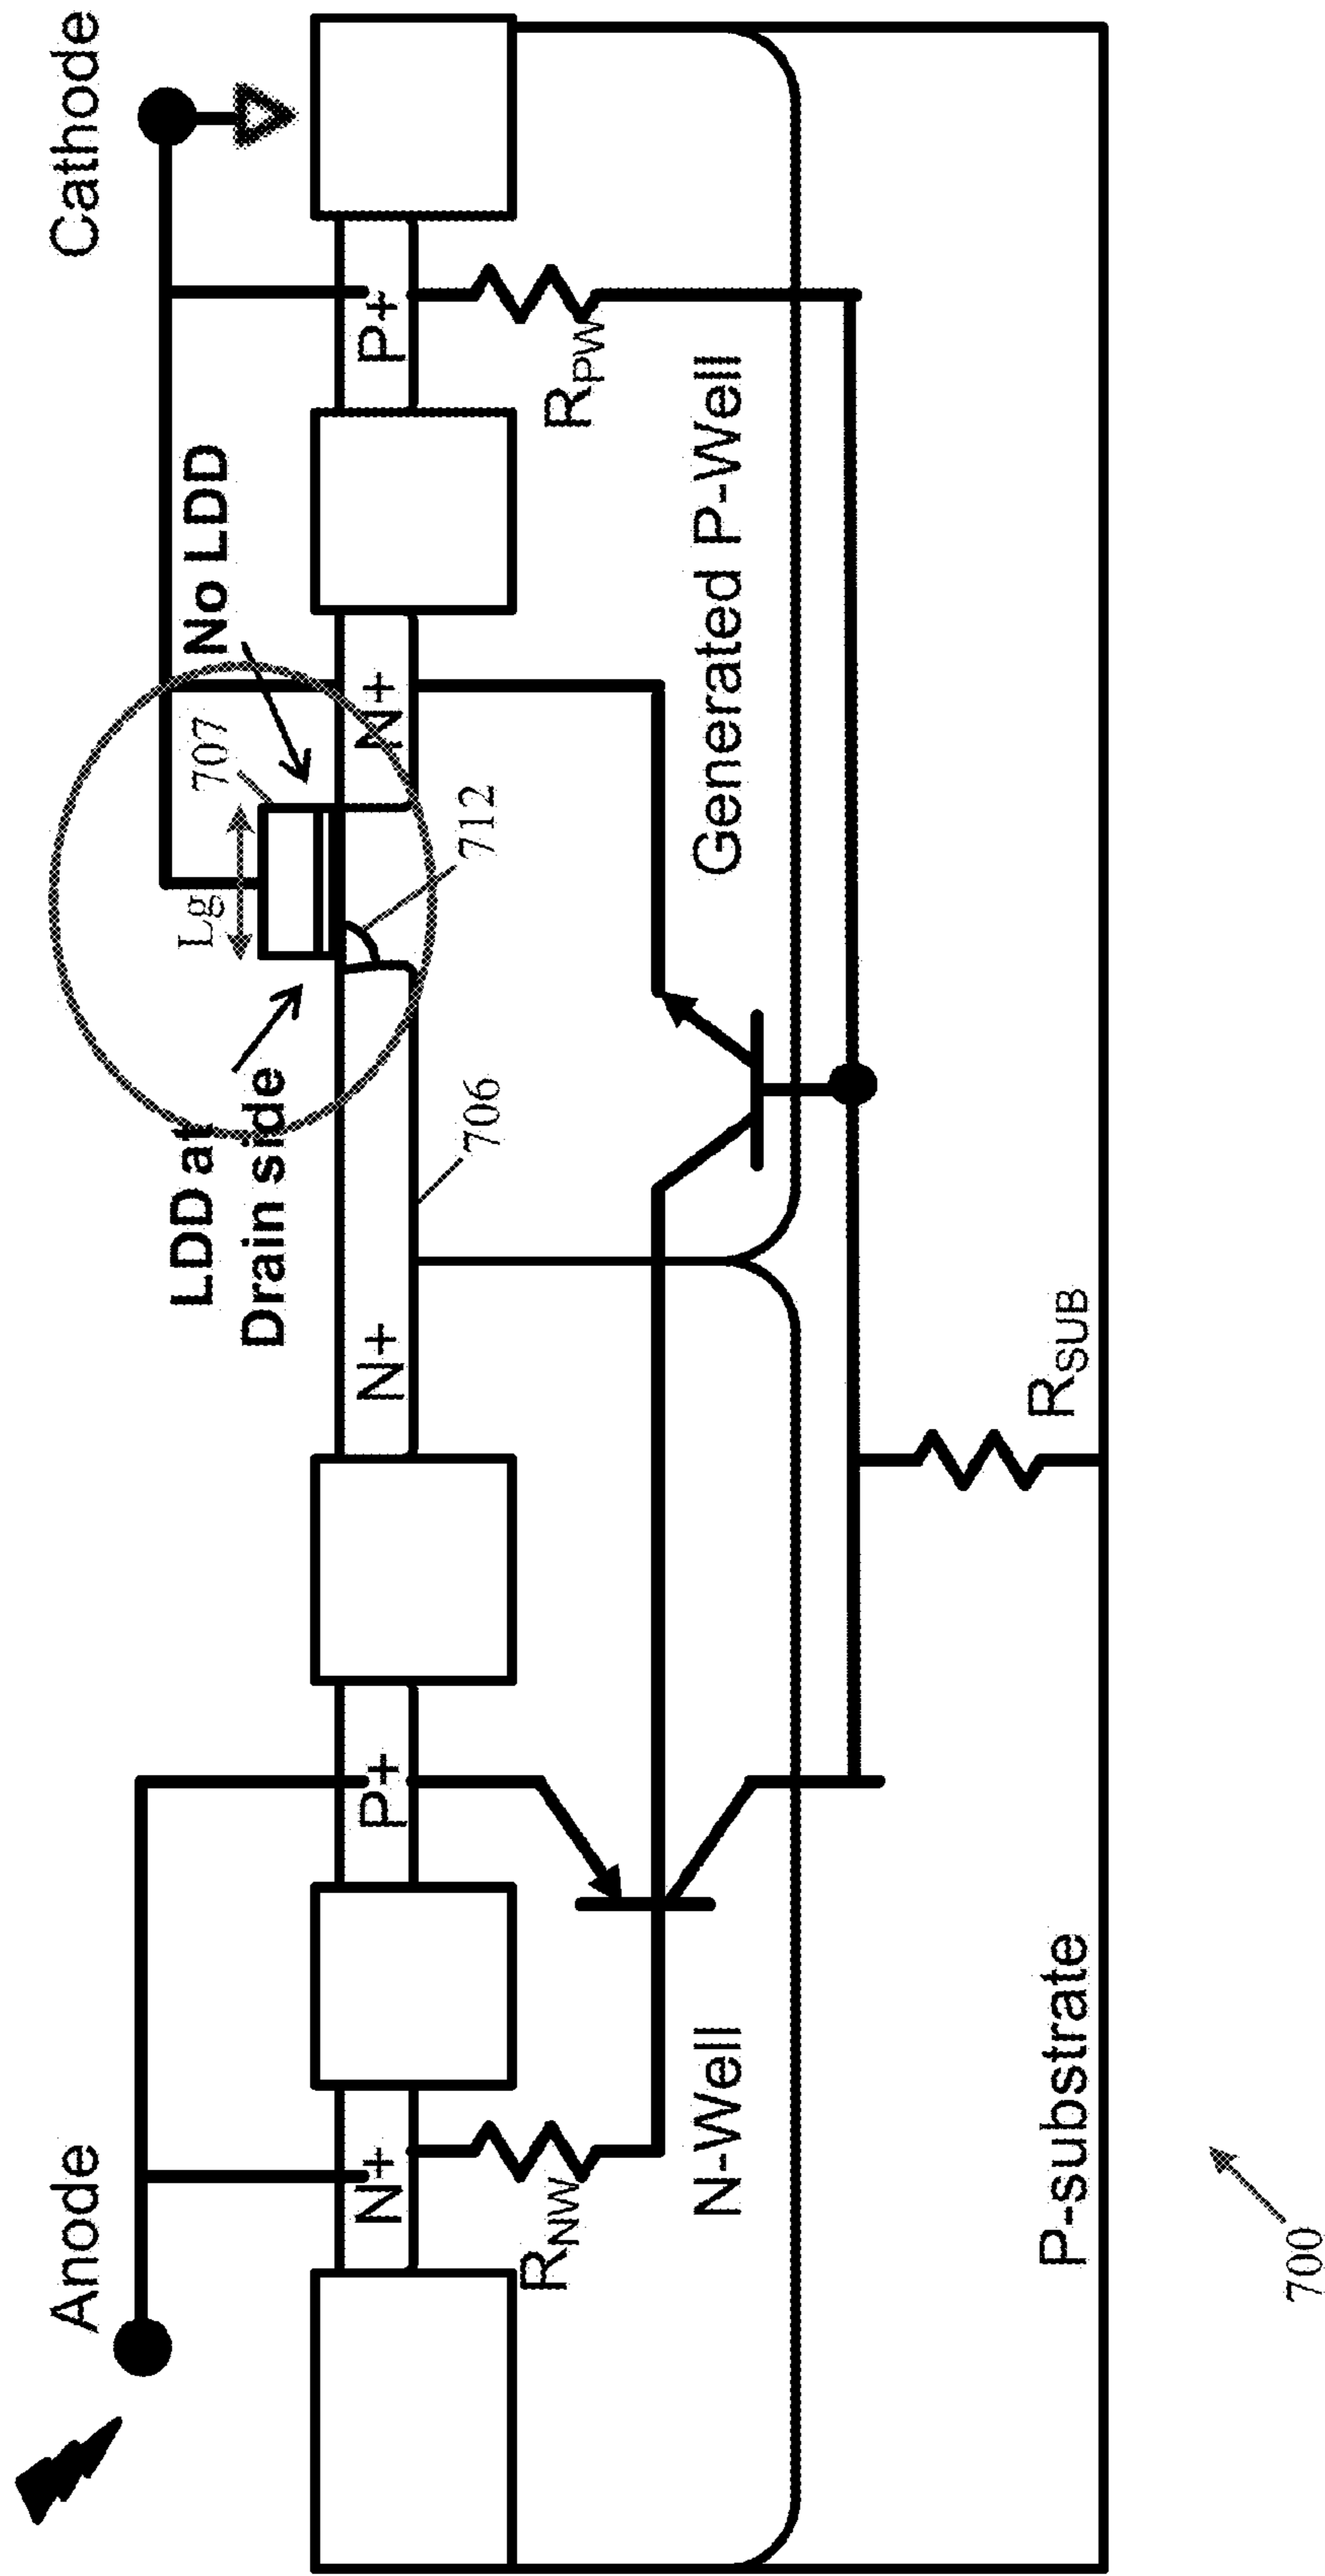 Anode
Cathode
LDD at
Drain side
Lg
707
No LDD
N+
P+
N+
N+
P+
712
706
RNW
RPW
N-Well
Generated P-Well
RSUB
P-substrate
700